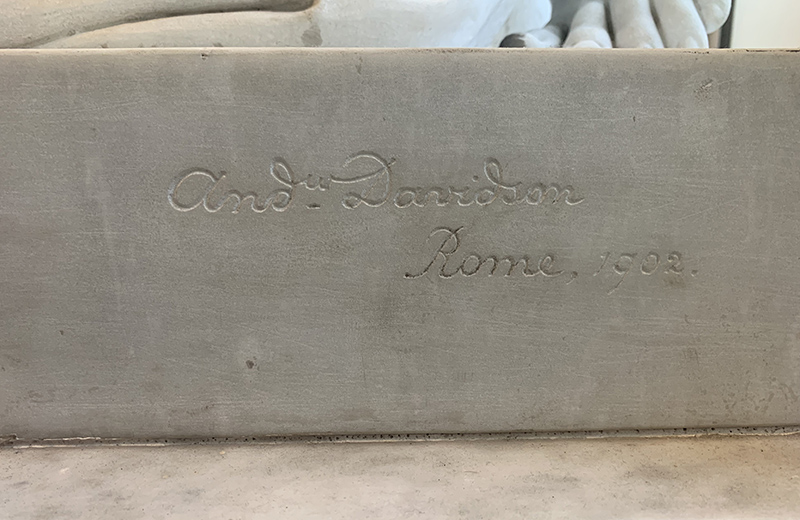 Andʷ Davidson
Rome, 1902.